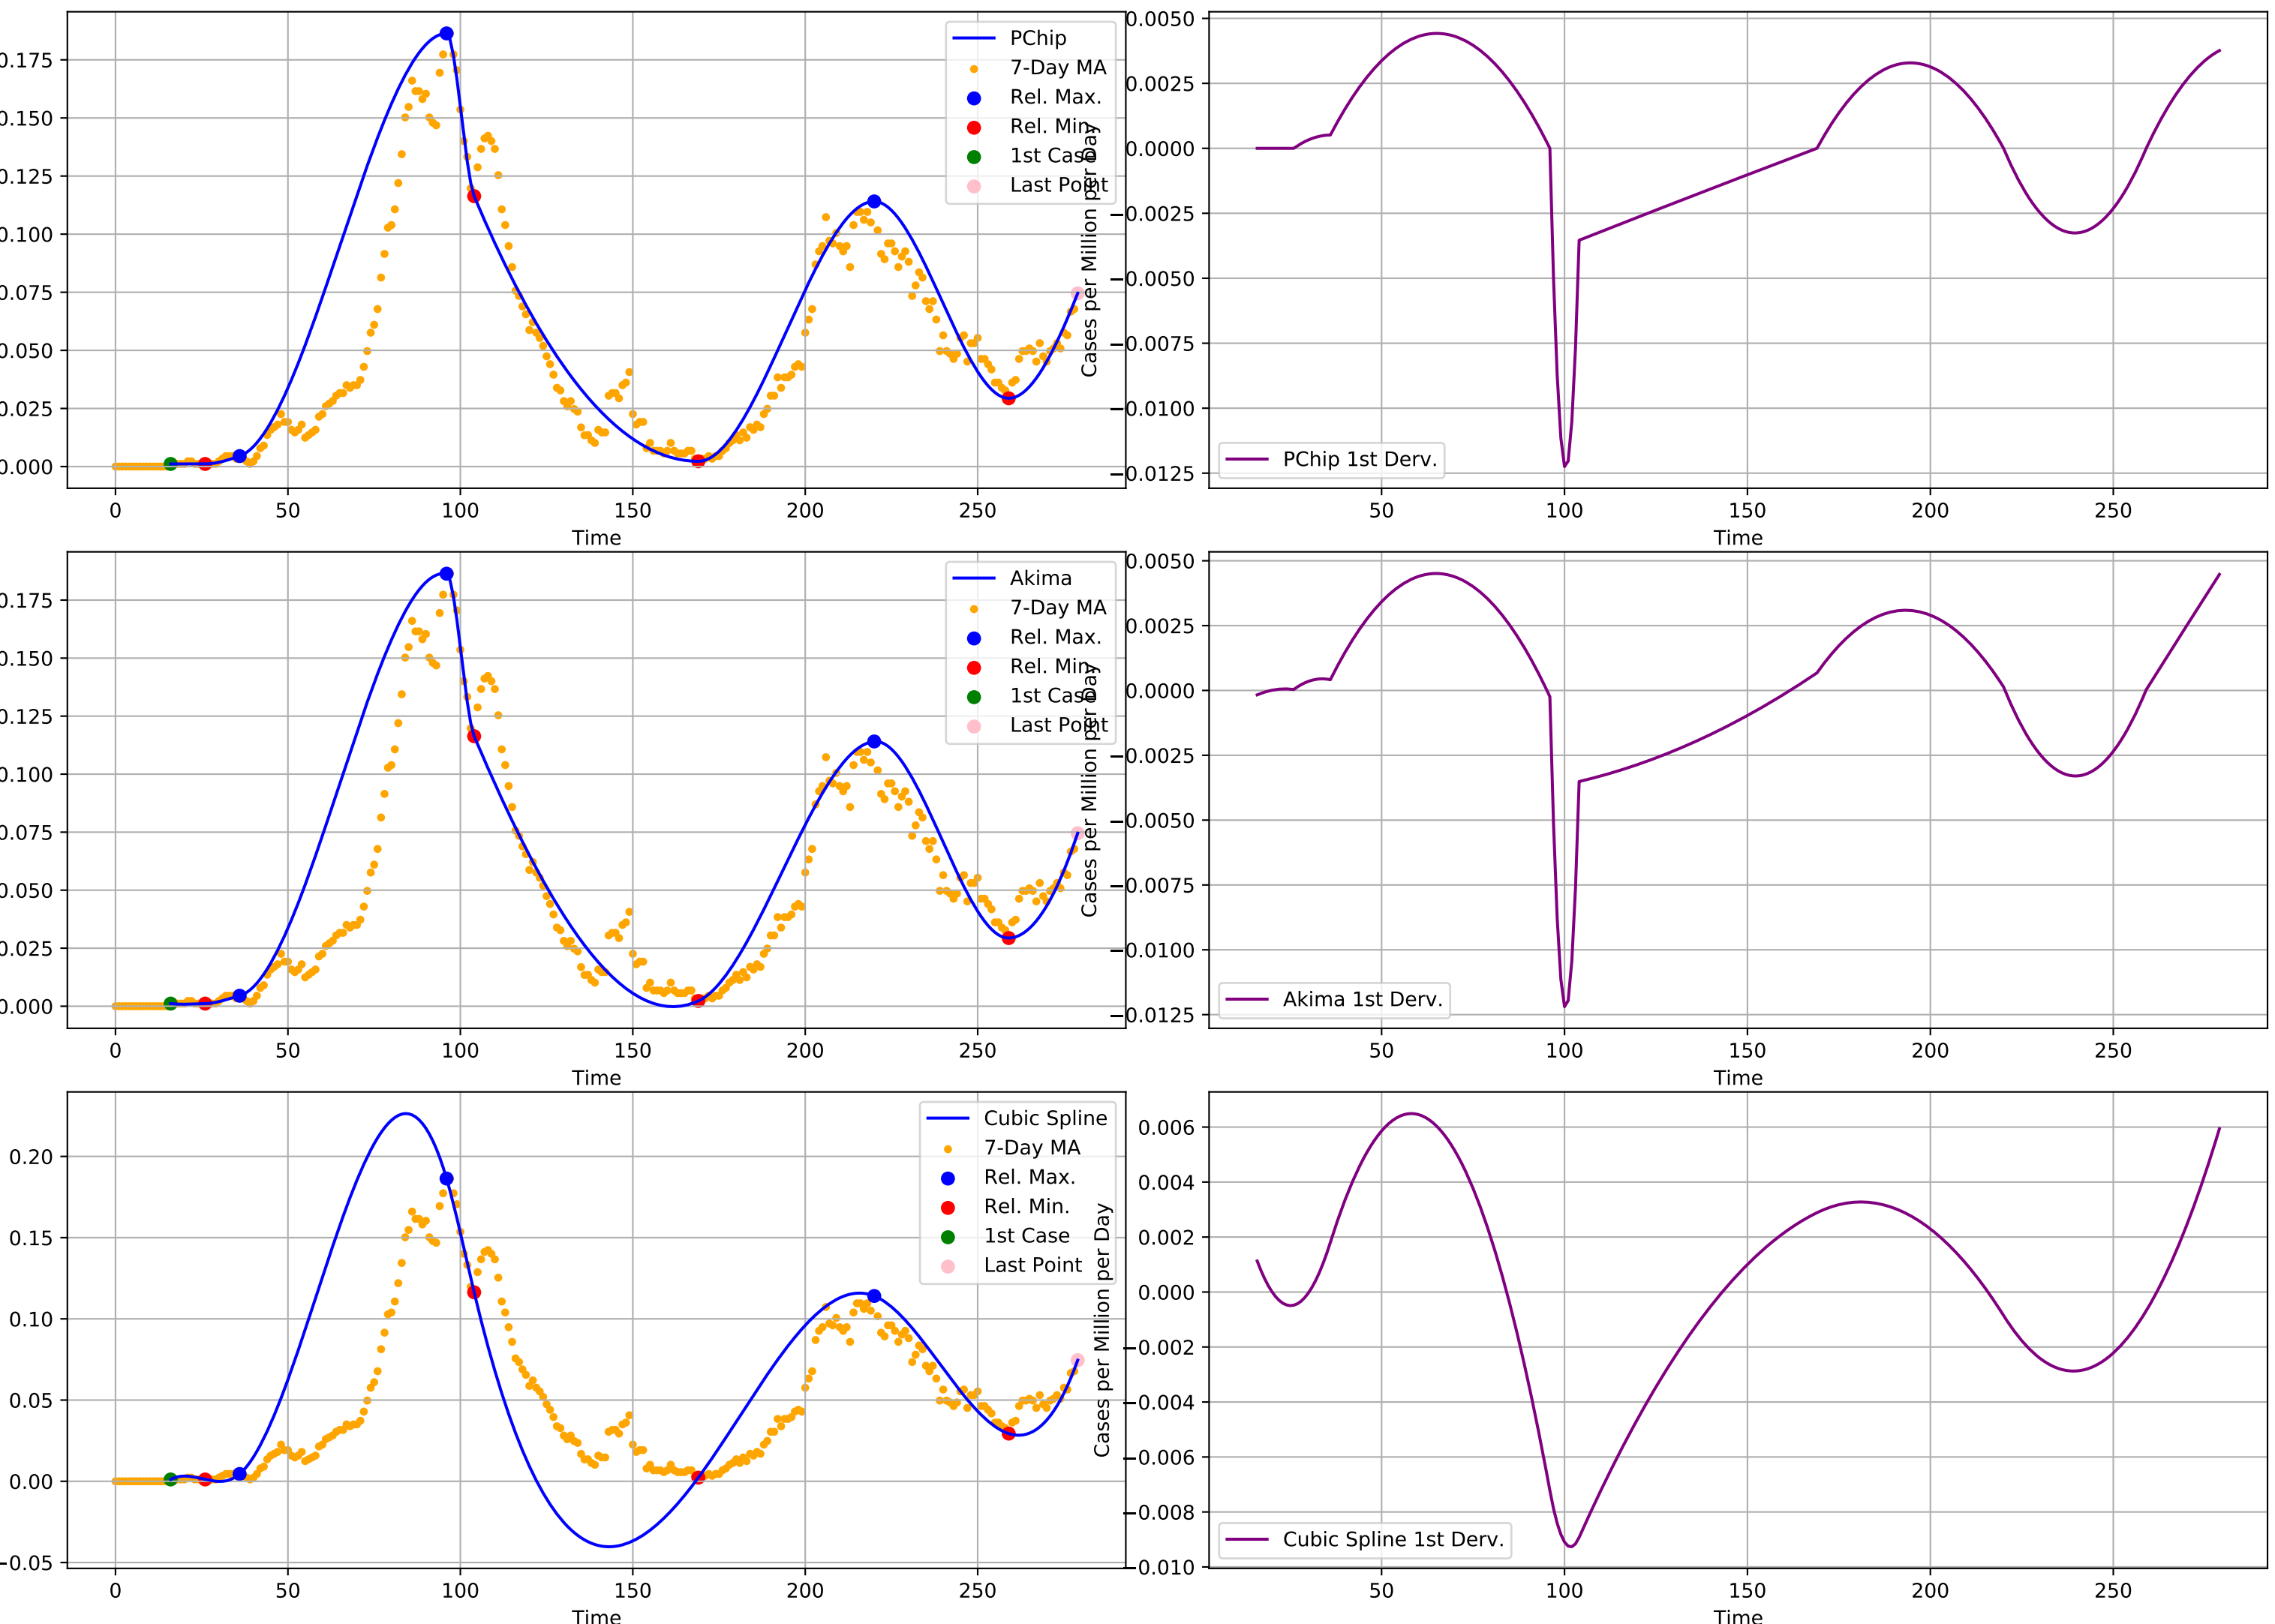 0.175
0.150
0.125
0.100
0.075
0.050
0.025
0.000
0 50 100 150 200 250
Time
PChip
7-Day MA
Rel. Max.
Rel. Min.
1st Case
Last Point
Cases per Million per Day
0.0050
0.0025
0.0000
−0.0025
−0.0050
−0.0075
−0.0100
−0.0125
PChip 1st Derv.
50 100 150 200 250
Time
0.175
0.150
0.125
0.100
0.075
0.050
0.025
0.000
0 50 100 150 200 250
Time
Akima
7-Day MA
Rel. Max.
Rel. Min.
1st Case
Last Point
Cases per Million per Day
0.0050
0.0025
0.0000
−0.0025
−0.0050
−0.0075
−0.0100
−0.0125
Akima 1st Derv.
50 100 150 200 250
Time
0.20
0.15
0.10
0.05
0.00
−0.05
0 50 100 150 200 250
Time
Cubic Spline
7-Day MA
Rel. Max.
Rel. Min.
1st Case
Last Point
Cases per Million per Day
0.006
0.004
0.002
0.000
−0.002
−0.004
−0.006
−0.008
−0.010
Cubic Spline 1st Derv.
50 100 150 200 250
Time